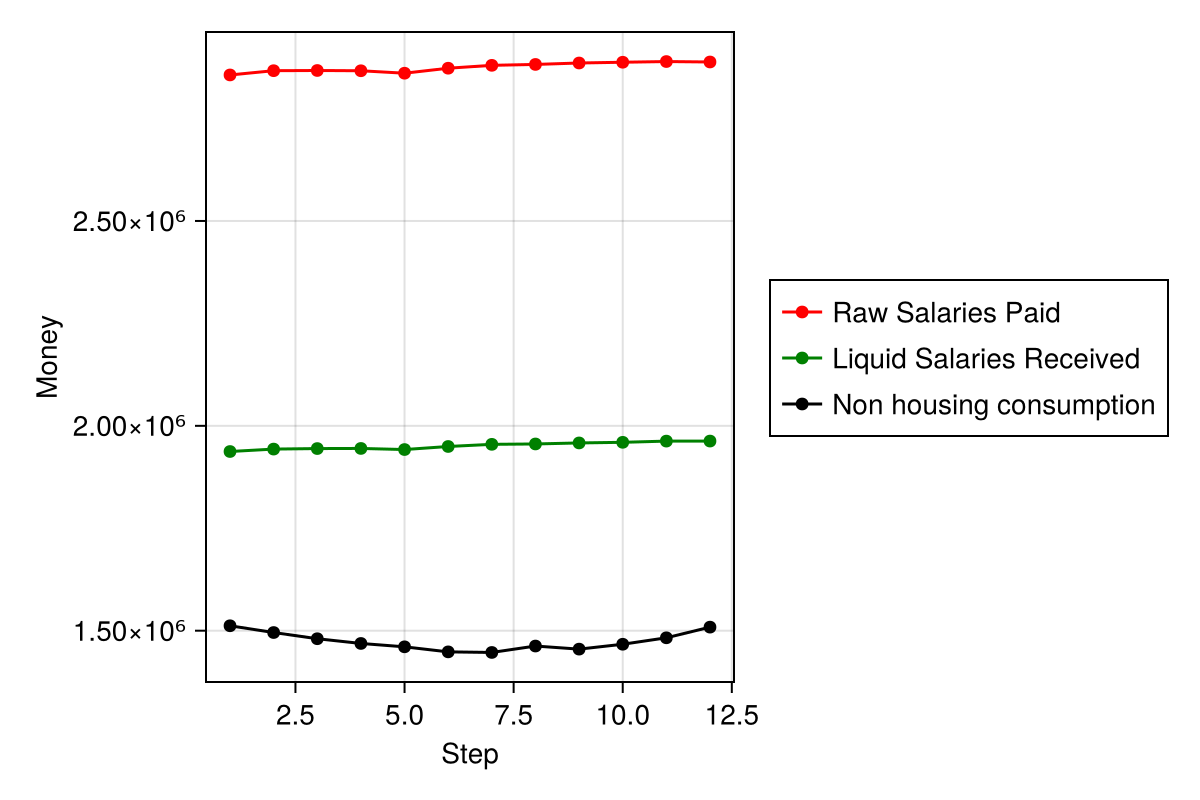 2.50×10⁶
2.00×10⁶
1.50×10⁶
Money
2.5 5.0 7.5 10.0 12.5
Step
Raw Salaries Paid
Liquid Salaries Received
Non housing consumption